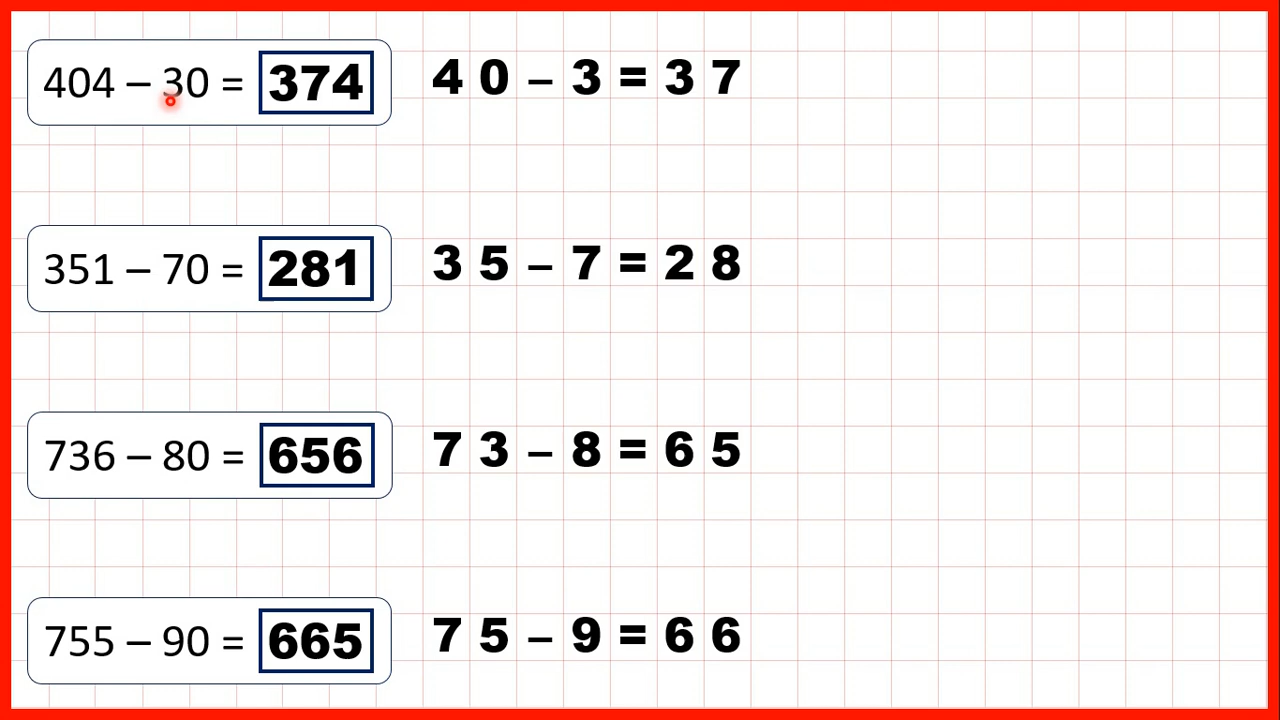 404 – 30 = 374 4 0 – 3 = 3 7
351 – 70 = 281 3 5 – 7 = 2 8
736 – 80 = 656 7 3 – 8 = 6 5
755 – 90 = 665 7 5 – 9 = 6 6